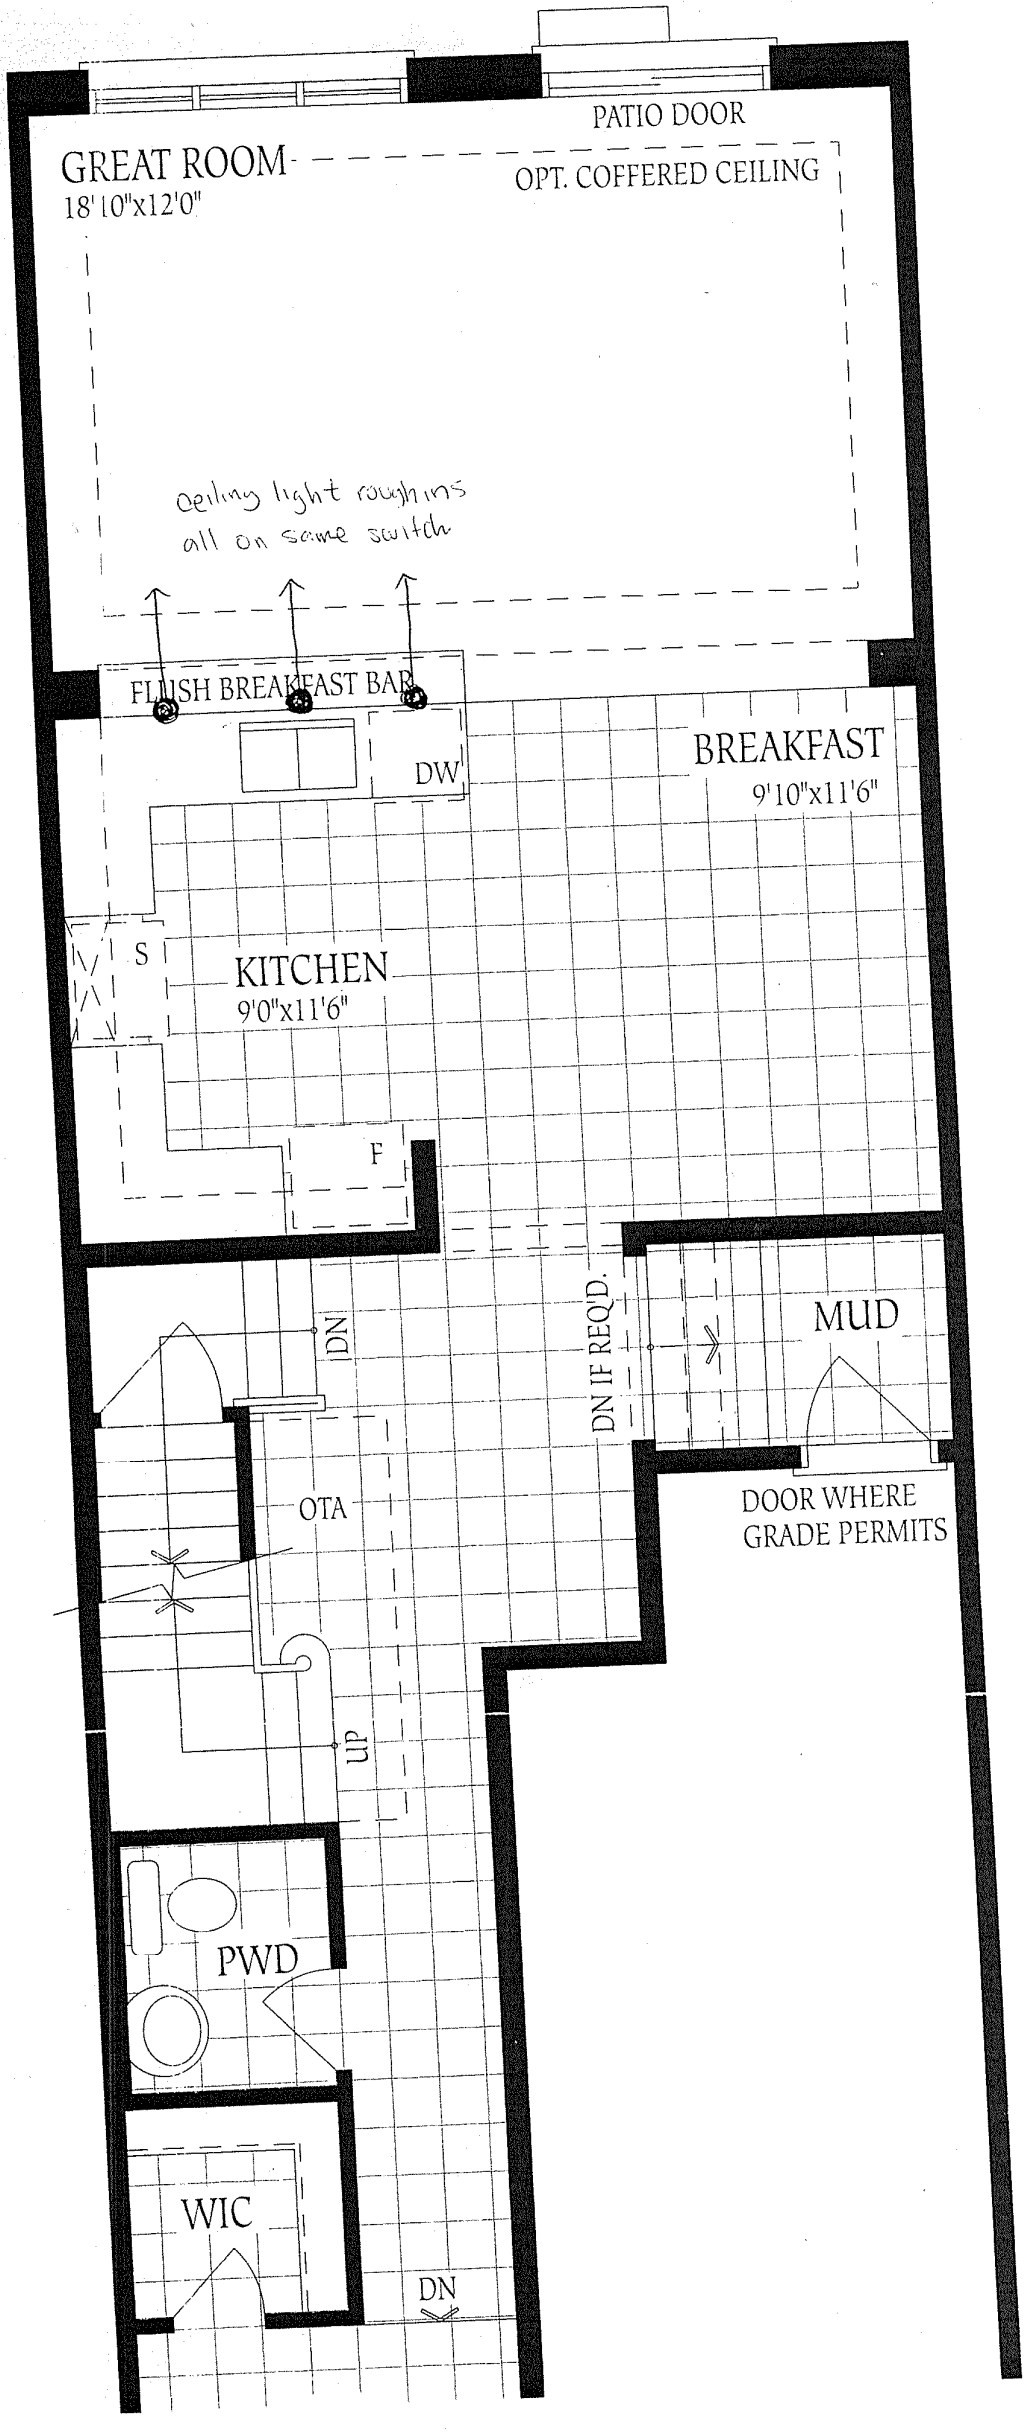 PATIO DOOR
GREAT ROOM
18'10"x12'0"
OPT. COFFERED CEILING
ceiling light roughins
all on same switch
FLUSH BREAKFAST BAR
DW
BREAKFAST
9'10"x11'6"
S
KITCHEN
9'0"x11'6"
F
DN
DN IF REQ'D.
MUD
OTA
DOOR WHERE
GRADE PERMITS
UP
PWD
WIC
DN